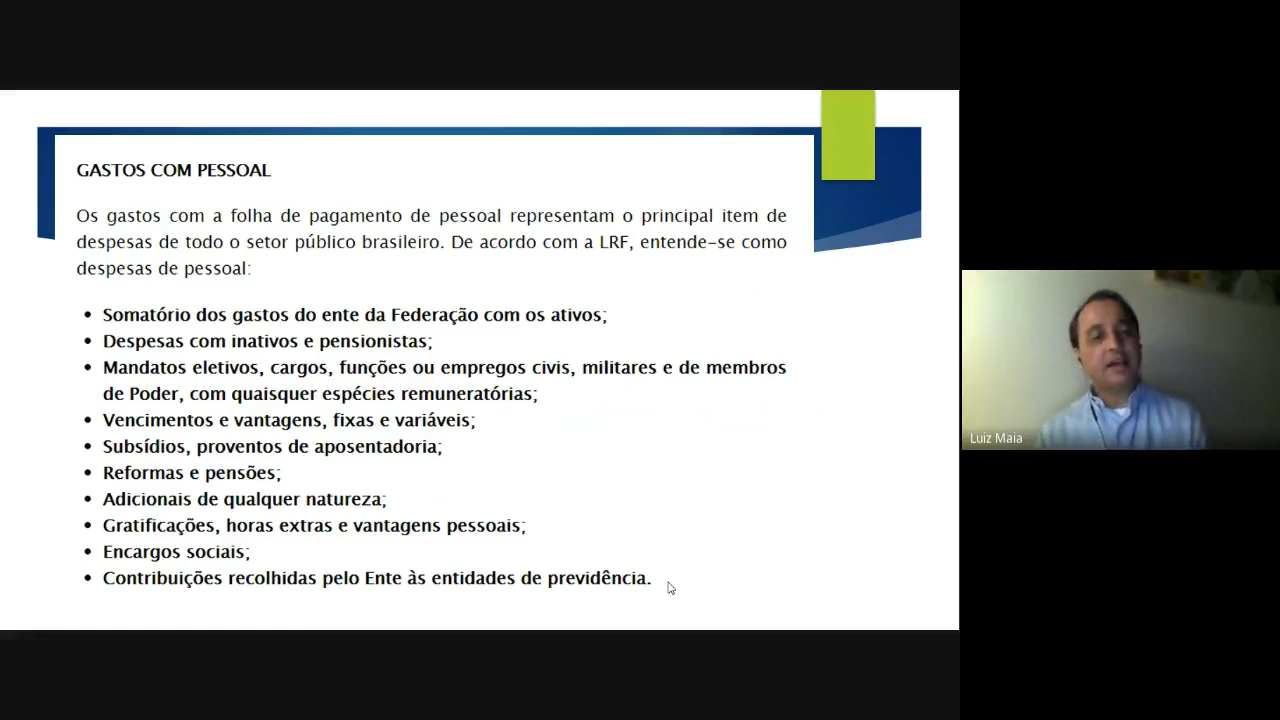 GASTOS COM PESSOAL
Os gastos com a folha de pagamento de pessoal representam o principal item de
despesas de todo o setor público brasileiro. De acordo com a LRF, entende-se como
despesas de pessoal:
• Somatório dos gastos do ente da Federação com os ativos;
• Despesas com inativos e pensionistas;
• Mandatos eletivos, cargos, funções ou empregos civis, militares e de membros
de Poder, com quaisquer espécies remuneratórias;
• Vencimentos e vantagens, fixas e variáveis;
• Subsídios, proventos de aposentadoria;
• Reformas e pensões;
• Adicionais de qualquer natureza;
• Gratificações, horas extras e vantagens pessoais;
• Encargos sociais;
• Contribuições recolhidas pelo Ente às entidades de previdência.
Luiz Maia